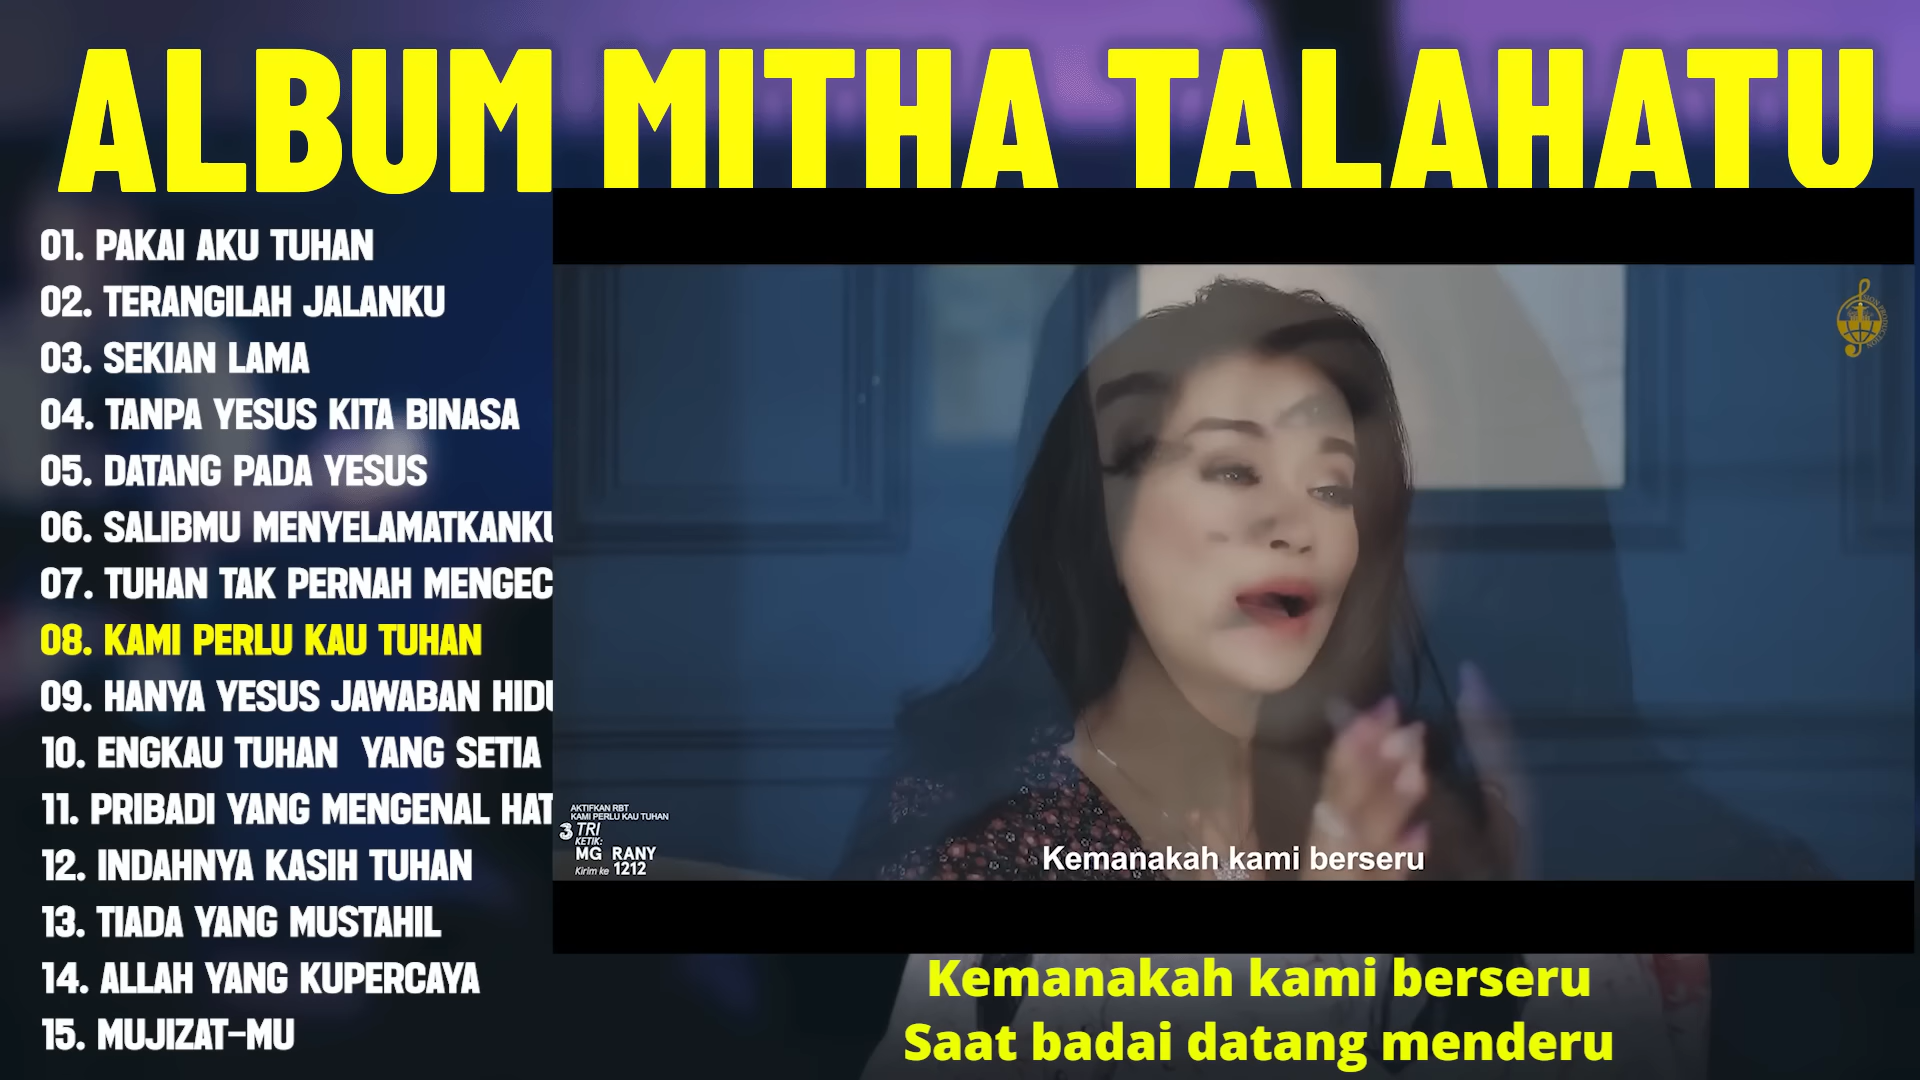 ALBUM MITHA TALAHATU
01. PAKAI AKU TUHAN
02. TERANGILAH JALANKU
03. SEKIAN LAMA
04. TANPA YESUS KITA BINASA
05. DATANG PADA YESUS
06. SALIBMU MENYELAMATKANKU
07. TUHAN TAK PERNAH MENGEC
08. KAMI PERLU KAU TUHAN
09. HANYA YESUS JAWABAN HIDU
10. ENGKAU TUHAN YANG SETIA
11. PRIBADI YANG MENGENAL HAT
12. INDAHNYA KASIH TUHAN
13. TIADA YANG MUSTAHIL
14. ALLAH YANG KUPERCAYA
15. MUJIZAT-MU
AKTIFKAN RBT
KAMI PERLU KAU TUHAN
3 TRI
KETIK:
MG RANY
Kirim ke 1212
Kemanakah kami berseru
Kemanakah kami berseru
Saat badai datang menderu